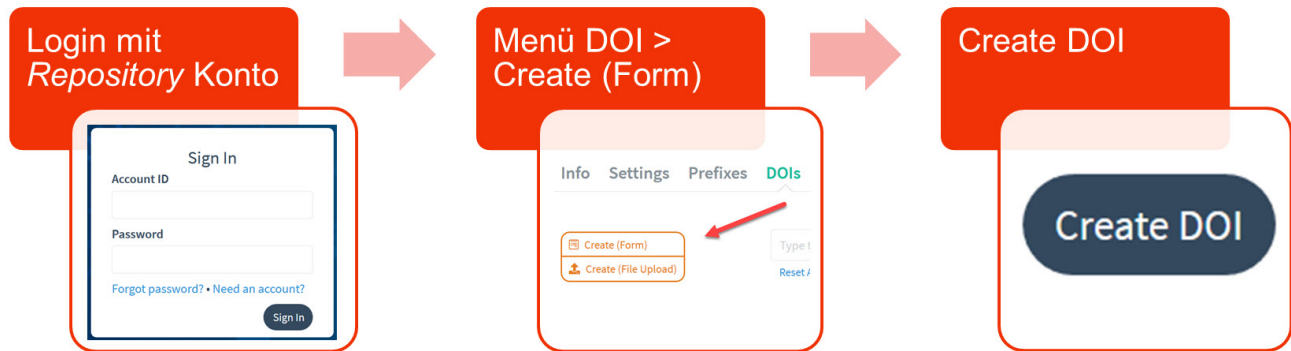 Login mit
Repository Konto
Sign In
Account ID
Password
Forgot password? • Need an account?
Sign In
Menü DOI >
Create (Form)
Info Settings Prefixes DOIs
Create (Form)
Create (File Upload)
Type
Reset
Create DOI
Create DOI